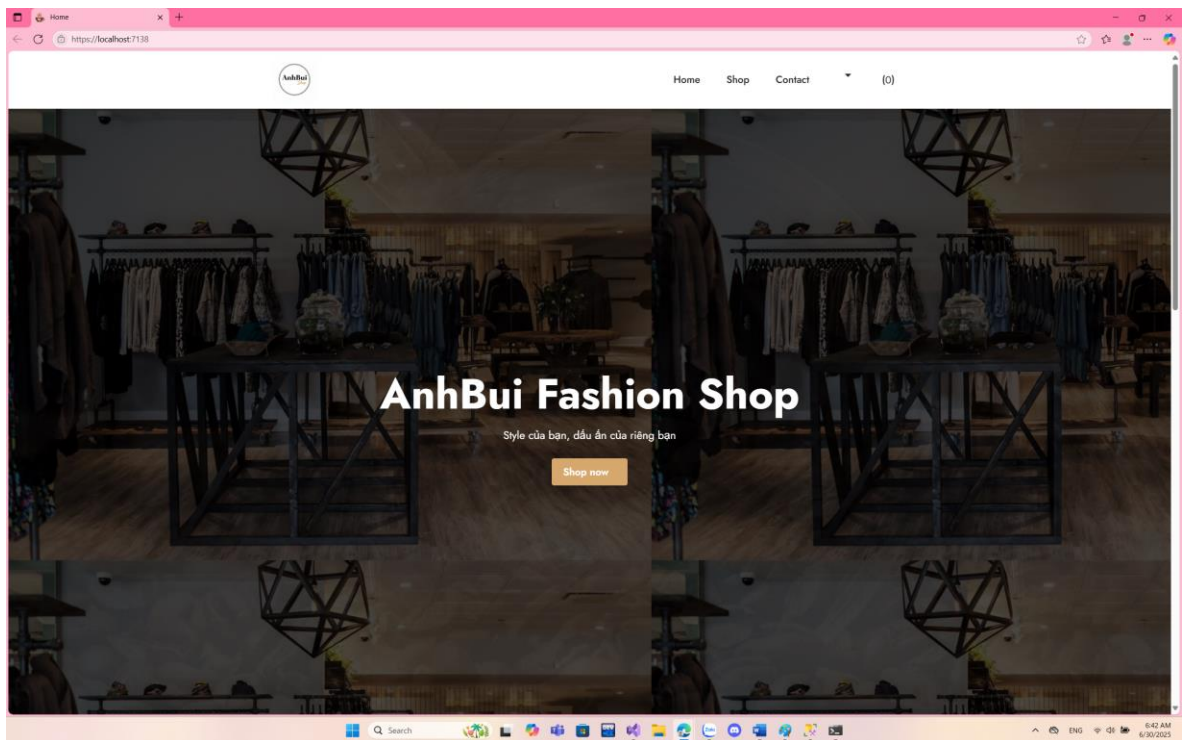 Home
https://localhost:7138
AnhBui
Home Shop Contact (0)
AnhBui Fashion Shop
Style của bạn, dấu ấn của riêng bạn
Shop now
Search
ENG
6:42 AM
6/30/2025